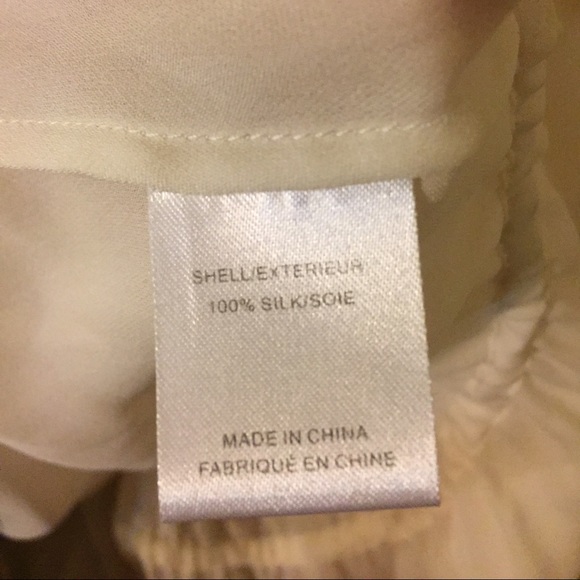 SHELL/EXTERIEUR
100% SILK/SOIE
MADE IN CHINA
FABRIQUÉ EN CHINE